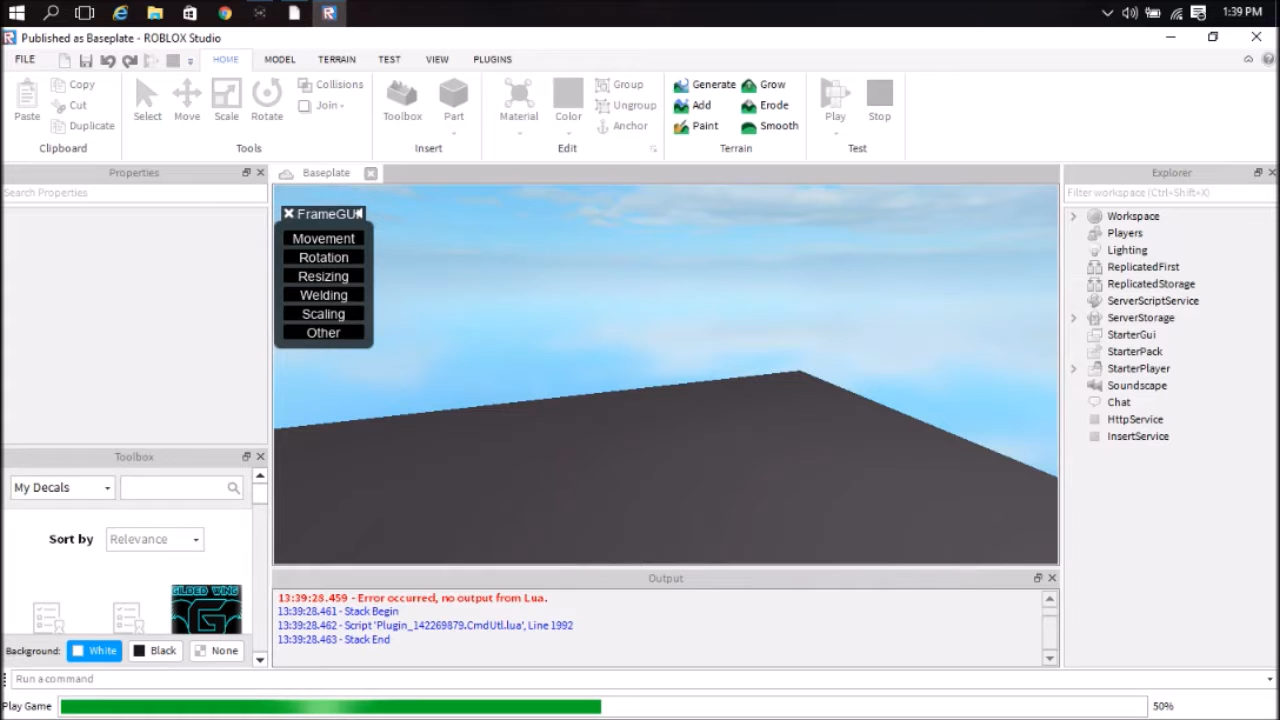 1:39 PM
Published as Baseplate - ROBLOX Studio
FILE HOME MODEL TERRAIN TEST VIEW PLUGINS
Paste
Copy
Cut
Duplicate
Clipboard
Select
Move
Scale
Rotate
Collisions
Join
Tools
Toolbox
Part
Insert
Material
Color
Group
Ungroup
Anchor
Edit
Generate
Grow
Add
Erode
Paint
Smooth
Terrain
Play
Stop
Test
Properties
Search Properties
Baseplate
FrameGUI
Movement
Rotation
Resizing
Welding
Scaling
Other
Explorer
Filter workspace (Ctrl+Shift+X)
Workspace
Players
Lighting
ReplicatedFirst
ReplicatedStorage
ServerScriptService
ServerStorage
StarterGui
StarterPack
StarterPlayer
Soundscape
Chat
HttpService
InsertService
Toolbox
My Decals
Sort by Relevance
GILDED WING
G
Background: White Black None
Output
13:39:28.459 - Error occurred, no output from Lua.
13:39:28.461 - Stack Begin
13:39:28.462 - Script 'Plugin_142269879.CmdUtl.lua', Line 1992
13:39:28.463 - Stack End
Run a command
Play Game 50%